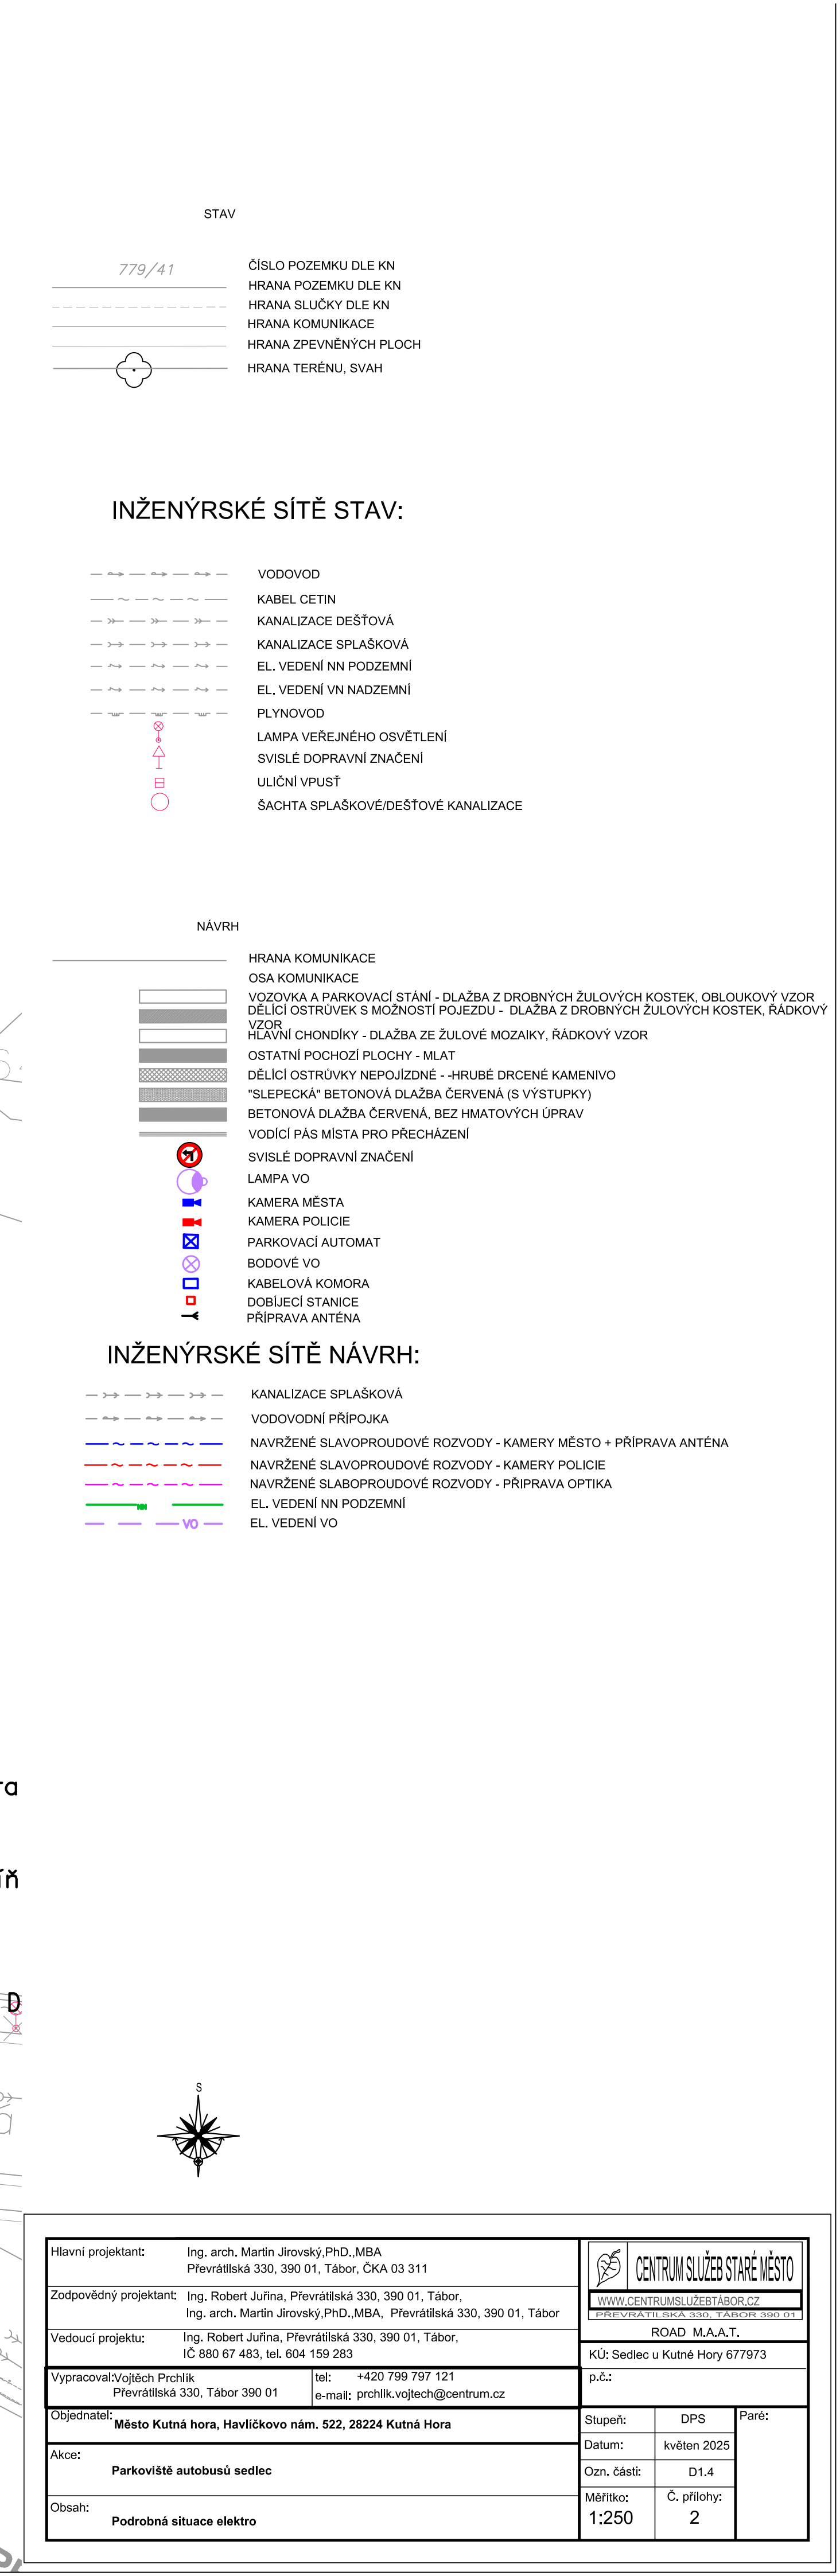 STAV
779/41
ČÍSLO POZEMKU DLE KN
HRANA POZEMKU DLE KN
HRANA SLUČKY DLE KN
HRANA KOMUNIKACE
HRANA ZPEVNĚNÝCH PLOCH
HRANA TERÉNU, SVAH
INŽENÝRSKÉ SÍTĚ STAV:
VODOVOD
KABEL CETIN
KANALIZACE DEŠŤOVÁ
KANALIZACE SPLAŠKOVÁ
EL. VEDENÍ NN PODZEMNÍ
EL. VEDENÍ VN NADZEMNÍ
PLYNOVOD
LAMPA VEŘEJNÉHO OSVĚTLENÍ
SVISLÉ DOPRAVNÍ ZNAČENÍ
ULIČNÍ VPUSŤ
ŠACHTA SPLAŠKOVÉ/DEŠŤOVÉ KANALIZACE
NÁVRH
HRANA KOMUNIKACE
OSA KOMUNIKACE
VOZOVKA A PARKOVACÍ STÁNÍ - DLAŽBA Z DROBNÝCH ŽULOVÝCH KOSTEK, OBLOUKOVÝ VZOR
DĚLÍCÍ OSTRŮVEK S MOŽNOSTÍ POJEZDU - DLAŽBA Z DROBNÝCH ŽULOVÝCH KOSTEK, ŘÁDKOVÝ
VZOR
HLAVNÍ CHONDÍKY - DLAŽBA ZE ŽULOVÉ MOZAIKY, ŘÁDKOVÝ VZOR
OSTATNÍ POCHOZÍ PLOCHY - MLAT
DĚLÍCÍ OSTRŮVKY NEPOJÍZDNÉ - -HRUBÉ DRCENÉ KAMENIVO
"SLEPECKÁ" BETONOVÁ DLAŽBA ČERVENÁ (S VÝSTUPKY)
BETONOVÁ DLAŽBA ČERVENÁ, BEZ HMATOVÝCH ÚPRAV
VODÍCÍ PÁS MÍSTA PRO PŘECHÁZENÍ
SVISLÉ DOPRAVNÍ ZNAČENÍ
LAMPA VO
KAMERA MĚSTA
KAMERA POLICIE
PARKOVACÍ AUTOMAT
BODOVÉ VO
KABELOVÁ KOMORA
DOBÍJECÍ STANICE
PŘÍPRAVA ANTÉNA
INŽENÝRSKÉ SÍTĚ NÁVRH:
KANALIZACE SPLAŠKOVÁ
VODOVODNÍ PŘÍPOJKA
NAVRŽENÉ SLAVOPROUDOVÉ ROZVODY - KAMERY MĚSTO + PŘÍPRAVA ANTÉNA
NAVRŽENÉ SLAVOPROUDOVÉ ROZVODY - KAMERY POLICIE
NAVRŽENÉ SLABOPROUDOVÉ ROZVODY - PŘIPRAVA OPTIKA
EL. VEDENÍ NN PODZEMNÍ
VO EL. VEDENÍ VO
ra
íň
D
S
Hlavní projektant: Ing. arch. Martin Jirovský,PhD.,MBA
Převrátilská 330, 390 01, Tábor, ČKA 03 311
Zodpovědný projektant: Ing. Robert Juřina, Převrátilská 330, 390 01, Tábor,
Ing. arch. Martin Jirovský,PhD.,MBA, Převrátilská 330, 390 01, Tábor
Vedoucí projektu: Ing. Robert Juřina, Převrátilská 330, 390 01, Tábor,
IČ 880 67 483, tel. 604 159 283
Vypracoval: Vojtěch Prchlík
Převrátilská 330, Tábor 390 01
tel: +420 799 797 121
e-mail: prchlik.vojtech@centrum.cz
Objednatel: Město Kutná hora, Havlíčkovo nám. 522, 28224 Kutná Hora
Akce:
Parkoviště autobusů sedlec
Obsah:
Podrobná situace elektro
CENTRUM SLUŽEB STARÉ MĚSTO
WWW.CENTRUMSLUŽEBTÁBOR.CZ
PŘEVRÁTILSKÁ 330, TÁBOR 390 01
ROAD M.A.A.T.
KÚ: Sedlec u Kutné Hory 677973
p.č.:
Stupeň: DPS
Paré:
Datum: květen 2025
Ozn. části: D1.4
Měřítko: Č. přílohy:
1:250 2